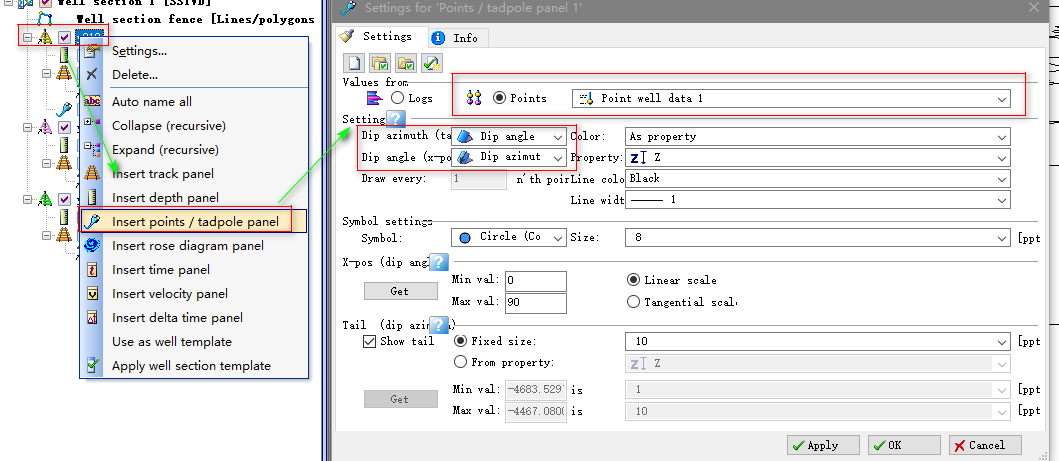 Well section 1 [SSTVD]
Well section fence [Lines/polygons
Settings...
Delete...
Auto name all
Collapse (recursive)
Expand (recursive)
Insert track panel
Insert depth panel
Insert points / tadpole panel
Insert rose diagram panel
Insert time panel
Insert velocity panel
Insert delta time panel
Use as well template
Apply well section template
Settings for 'Points / tadpole panel 1'
Settings
Info
Values from
Logs
Points
Point well data 1
Setting
Dip azimuth (ta
Dip angle
Color:
As property
Dip angle (x-po
Dip azimut
Property:
Z
Draw every:
1
n'th poin
Line colo
Black
Line widt
1
Symbol settings
Symbol:
Circle (Co
Size:
8
[ppt
X-pos (dip ang
Get
Min val:
0
Linear scale
Max val:
90
Tangential scale
Tail (dip azim
Show tail
Fixed size:
10
[ppt
From property:
Z
Get
Min val:
-4683.529
is
1
[ppt
Max val:
-4467.080
is
10
[ppt
Apply
OK
Cancel